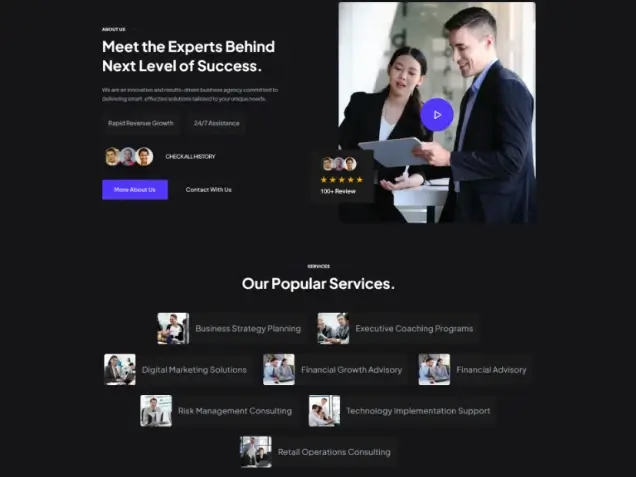 ABOUT US
Meet the Experts Behind
Next Level of Success.
We are an innovative and results-driven business agency committed to
delivering smart, effective solutions tailored to your unique needs.
Rapid Revenue Growth
24/7 Assistance
CHECK ALL HISTORY
More About Us
Contact With Us
100+ Review
SERVICES
Our Popular Services.
Business Strategy Planning
Executive Coaching Programs
Digital Marketing Solutions
Financial Growth Advisory
Financial Advisory
Risk Management Consulting
Technology Implementation Support
Retail Operations Consulting